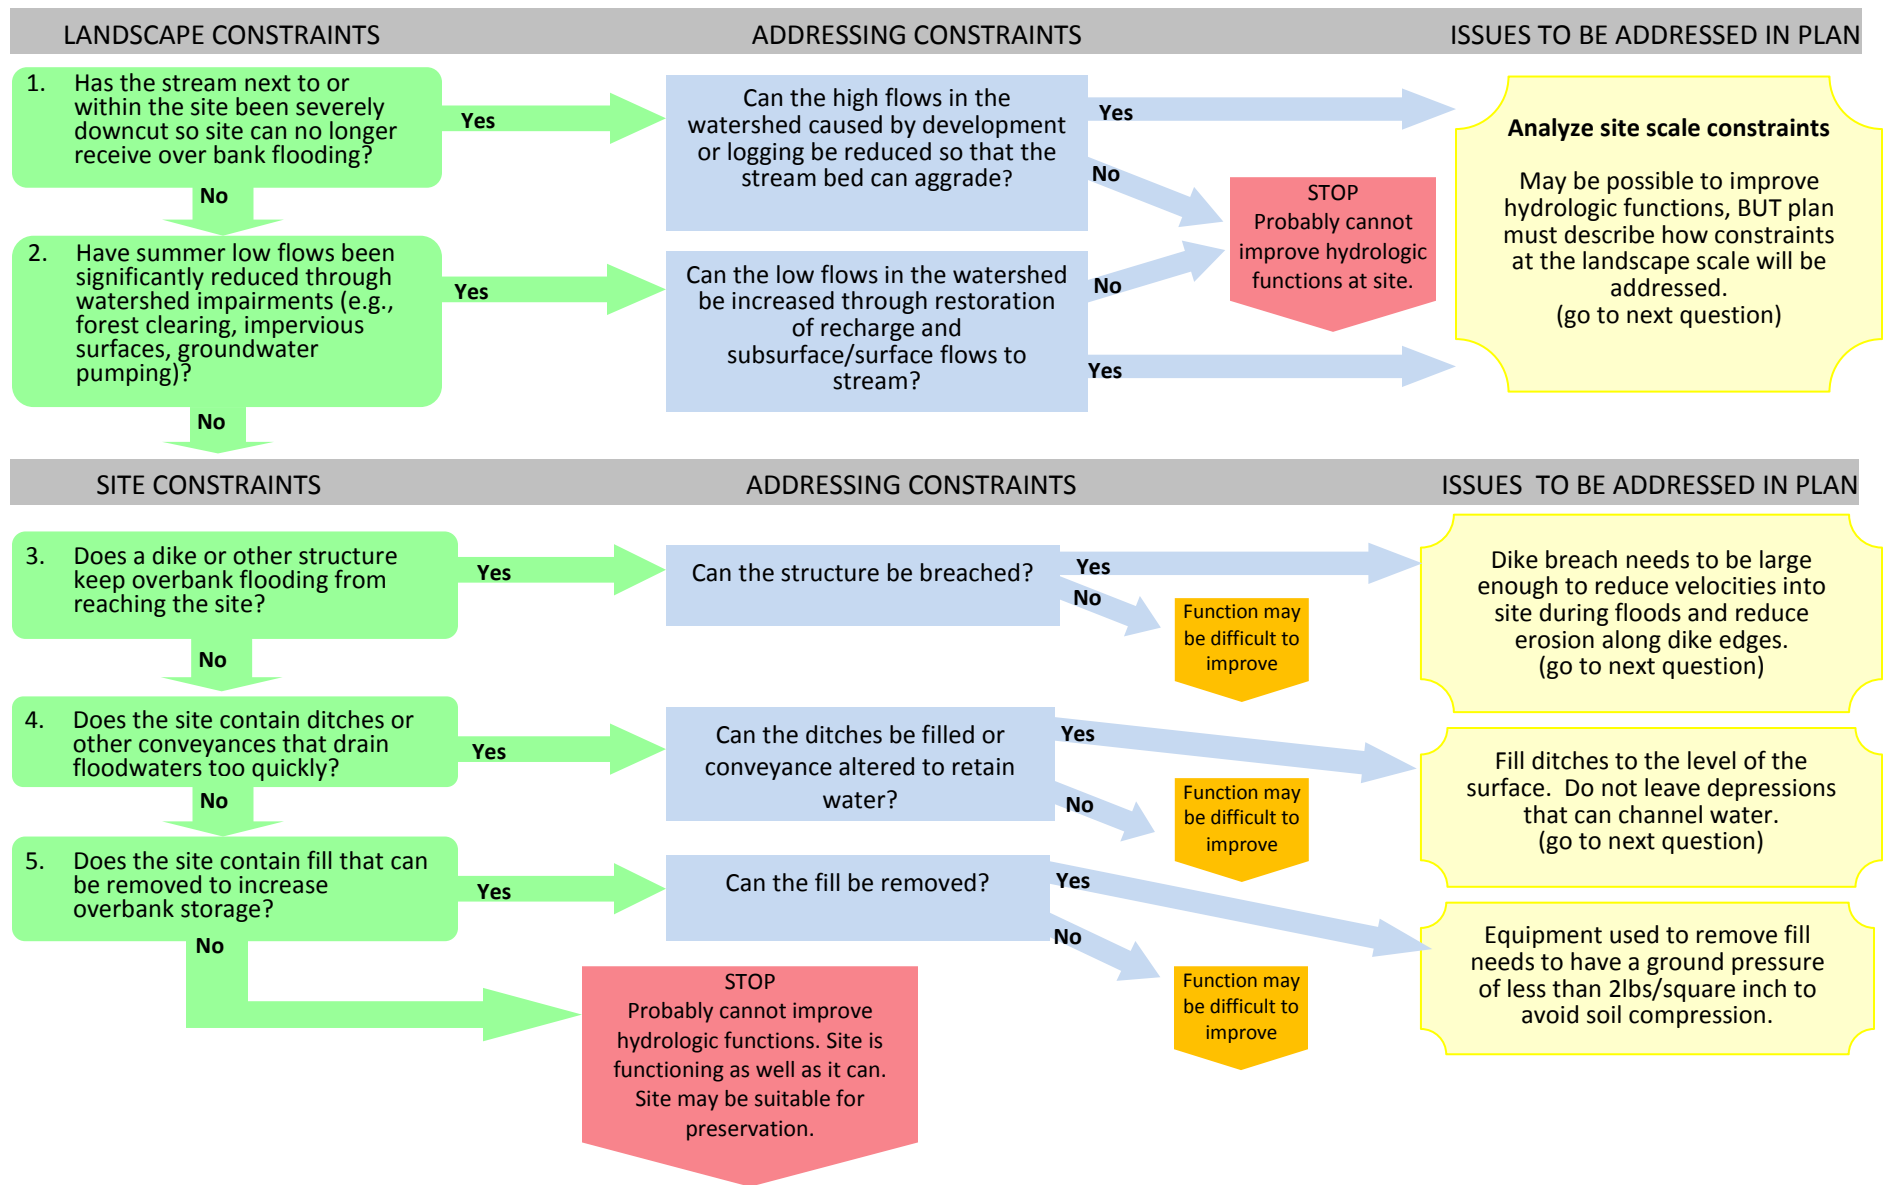 LANDSCAPE CONSTRAINTS
ADDRESSING CONSTRAINTS
ISSUES TO BE ADDRESSED IN PLAN
1. Has the stream next to or
within the site been severely
downcut so site can no longer
receive over bank flooding?
Yes
No
Can the high flows in the
watershed caused by development
or logging be reduced so that the
stream bed can aggrade?
Yes
No
STOP
Probably cannot
improve hydrologic
functions at site.
Analyze site scale constraints
May be possible to improve
hydrologic functions, BUT plan
must describe how constraints
at the landscape scale will be
addressed.
(go to next question)
2. Have summer low flows been
significantly reduced through
watershed impairments (e.g.,
forest clearing, impervious
surfaces, groundwater
pumping)?
Yes
No
Can the low flows in the watershed
be increased through restoration
of recharge and
subsurface/surface flows to
stream?
No
Yes
SITE CONSTRAINTS
ADDRESSING CONSTRAINTS
ISSUES TO BE ADDRESSED IN PLAN
3. Does a dike or other structure
keep overbank flooding from
reaching the site?
Yes
No
Can the structure be breached?
Yes
No
Function may
be difficult to
improve
Dike breach needs to be large
enough to reduce velocities into
site during floods and reduce
erosion along dike edges.
(go to next question)
4. Does the site contain ditches or
other conveyances that drain
floodwaters too quickly?
Yes
No
Can the ditches be filled or
conveyance altered to retain
water?
Yes
No
Function may
be difficult to
improve
Fill ditches to the level of the
surface. Do not leave depressions
that can channel water.
(go to next question)
5. Does the site contain fill that can
be removed to increase
overbank storage?
Yes
No
Can the fill be removed?
Yes
No
Function may
be difficult to
improve
Equipment used to remove fill
needs to have a ground pressure
of less than 2lbs/square inch to
avoid soil compression.
STOP
Probably cannot improve
hydrologic functions. Site is
functioning as well as it can.
Site may be suitable for
preservation.